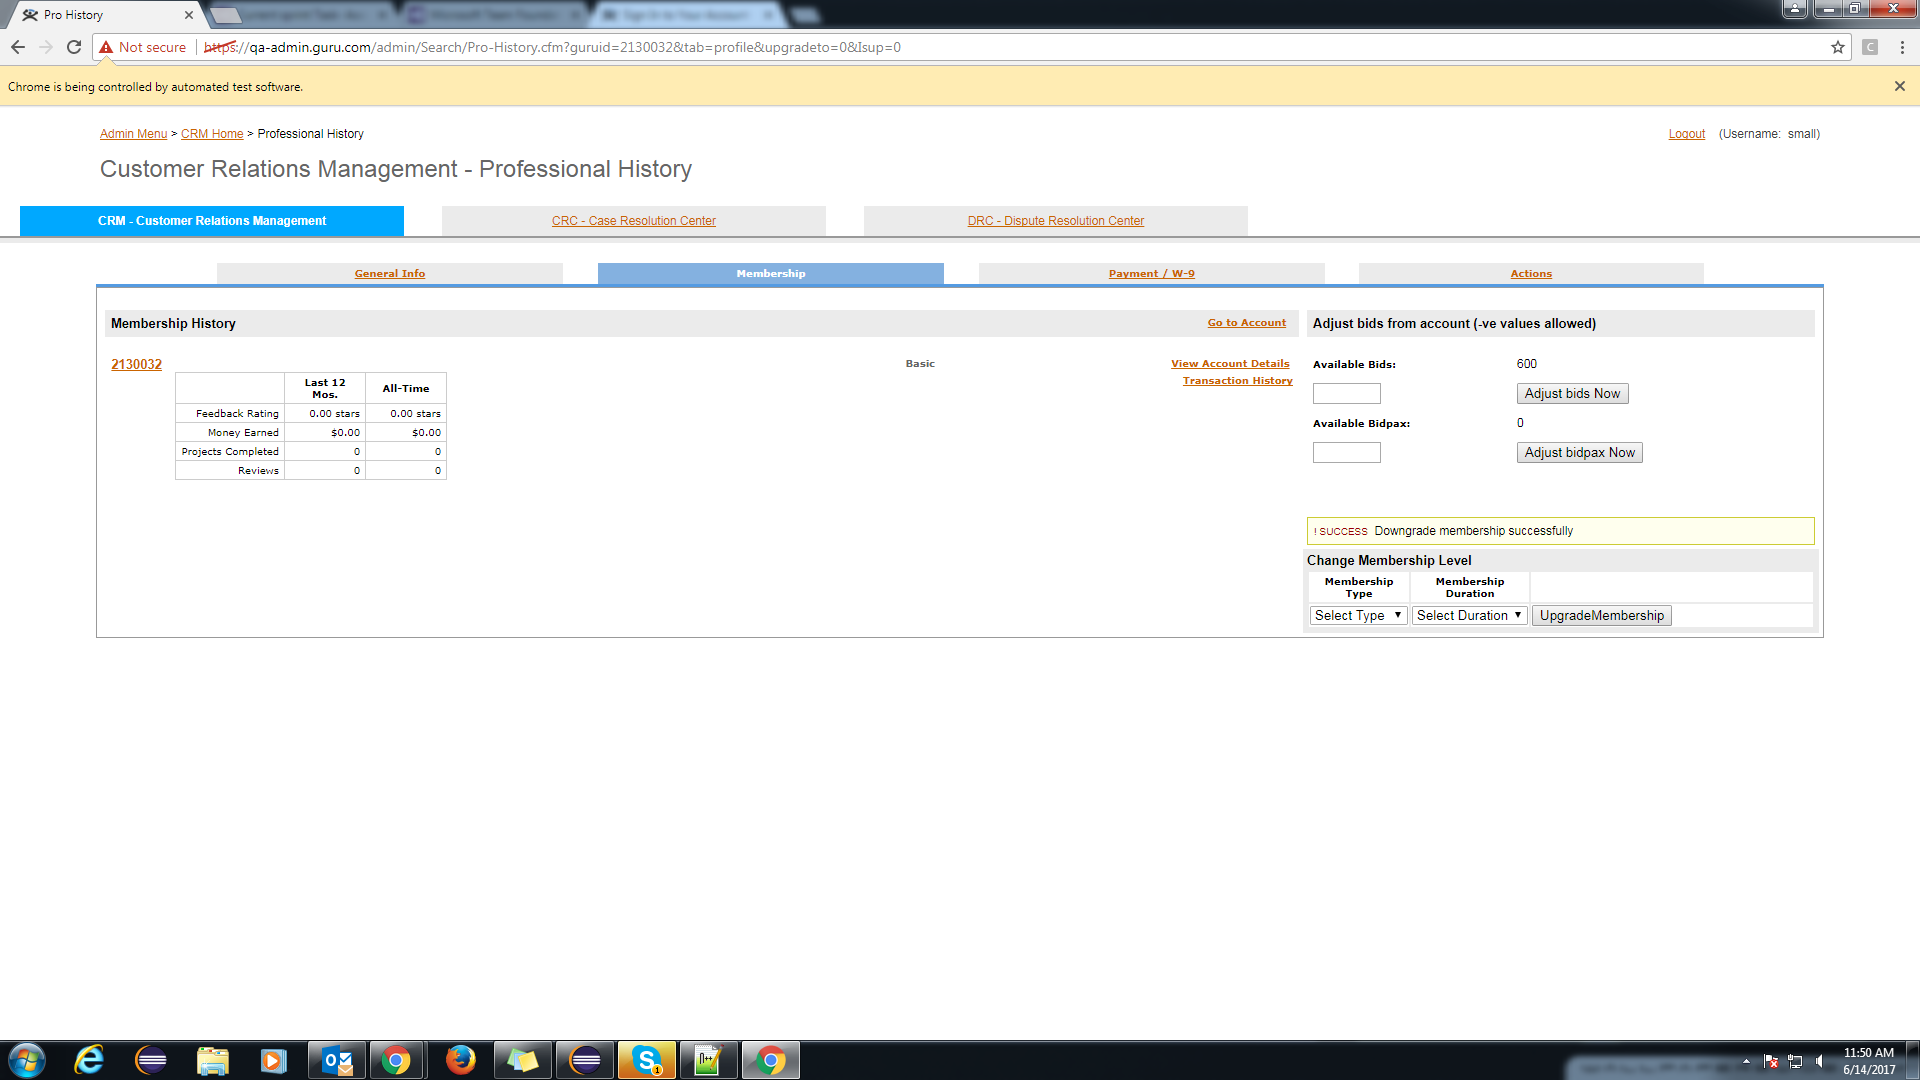 Pro History
Not secure
https://qa-admin.guru.com/admin/Search/Pro-History.cfm?guruid=2130032&tab=profile&upgradeto=0&Isup=0
Chrome is being controlled by automated test software.
Admin Menu > CRM Home > Professional History
Logout (Username: small)
Customer Relations Management - Professional History
CRM - Customer Relations Management
CRC - Case Resolution Center
DRC - Dispute Resolution Center
General Info
Membership
Payment / W-9
Actions
Membership History
Go to Account
Adjust bids from account (-ve values allowed)
2130032
Basic
View Account Details
Transaction History
Last 12 Mos.
All-Time
Feedback Rating 0.00 stars 0.00 stars
Money Earned $0.00 $0.00
Projects Completed 0 0
Reviews 0 0
Available Bids: 600
Adjust bids Now
Available Bidpax: 0
Adjust bidpax Now
! SUCCESS Downgrade membership successfully
Change Membership Level
Membership Type
Membership Duration
Select Type
Select Duration
UpgradeMembership
11:50 AM
6/14/2017